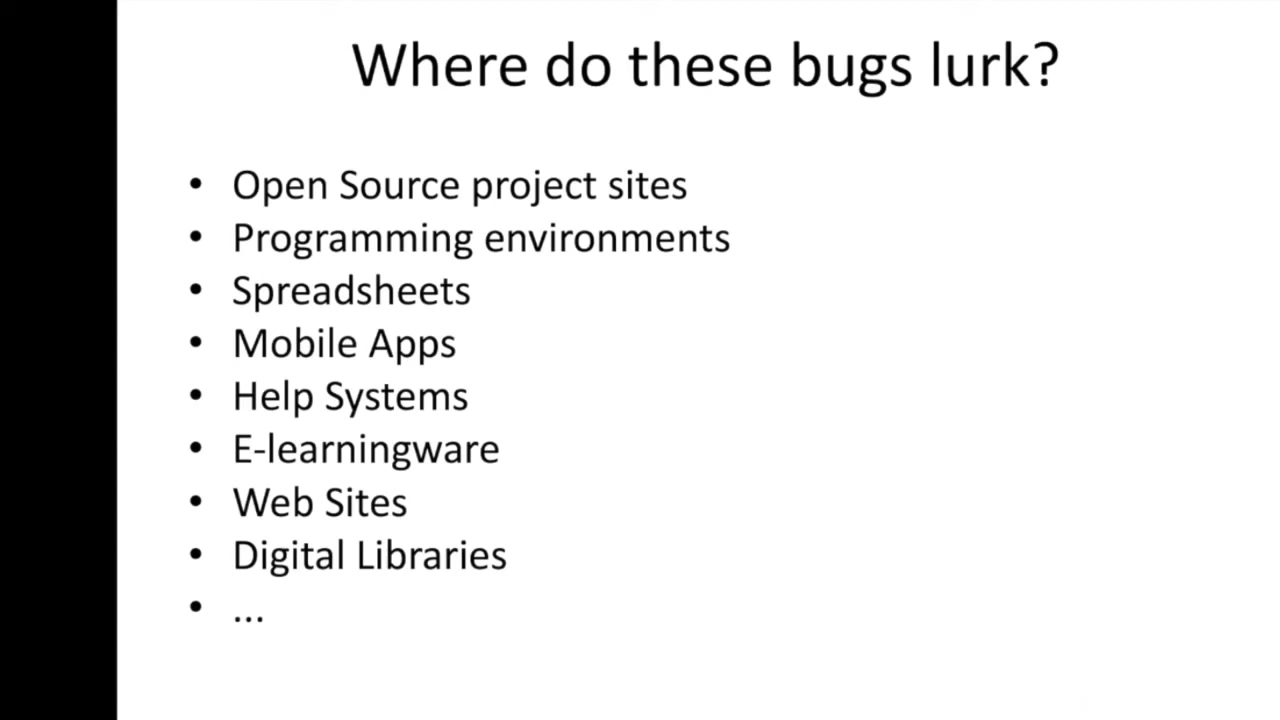 Where do these bugs lurk?
• Open Source project sites
• Programming environments
• Spreadsheets
• Mobile Apps
• Help Systems
• E-learningware
• Web Sites
• Digital Libraries
• ...